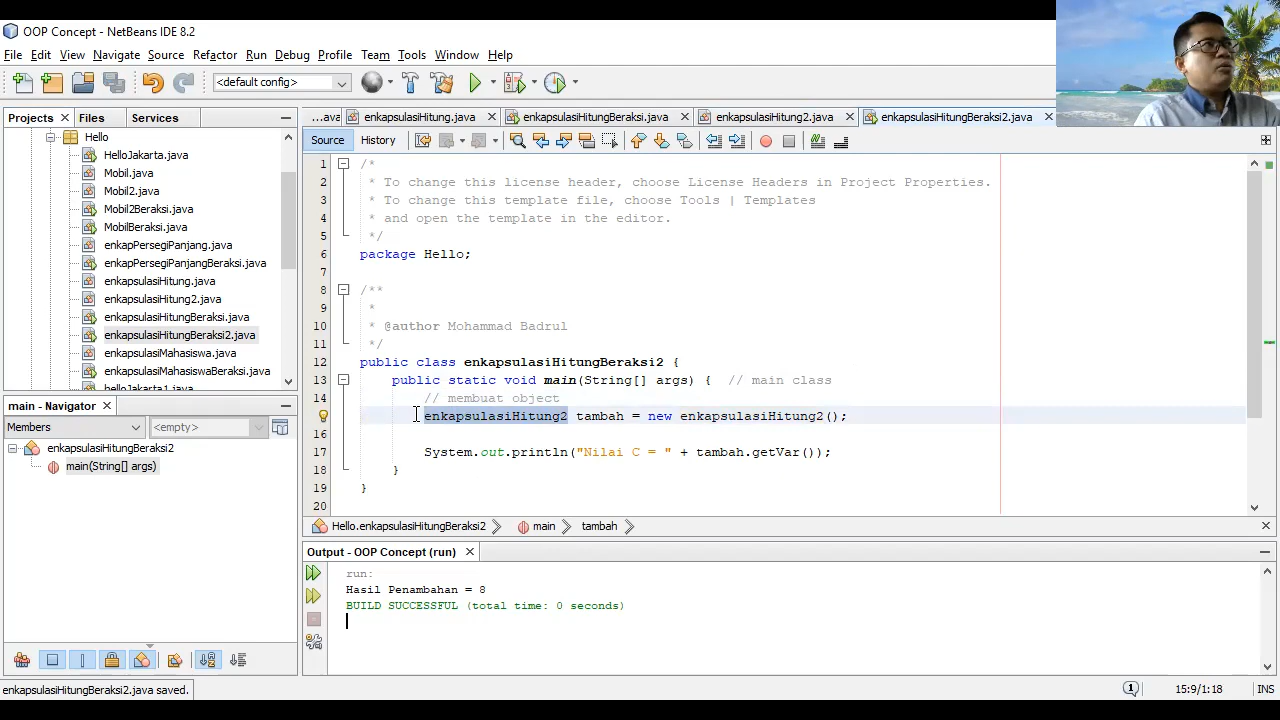 OOP Concept - NetBeans IDE 8.2
File Edit View Navigate Source Refactor Run Debug Profile Team Tools Window Help
<default config>
Projects Files Services
...ava enkapsulasiHitung.java enkapsulasiHitungBeraksi.java enkapsulasiHitung2.java enkapsulasiHitungBeraksi2.java
Source History
Hello
HelloJakarta.java
Mobil.java
Mobil2.java
Mobil2Beraksi.java
MobilBeraksi.java
enkapPersegiPanjang.java
enkapPersegiPanjangBeraksi.java
enkapsulasiHitung.java
enkapsulasiHitung2.java
enkapsulasiHitungBeraksi.java
enkapsulasiHitungBeraksi2.java
enkapsulasiMahasiswa.java
enkapsulasiMahasiswaBeraksi.java
helloJakarta1.java
main - Navigator
Members <empty>
enkapsulasiHitungBeraksi2
main(String[] args)
1 /*
2 * To change this license header, choose License Headers in Project Properties.
3 * To change this template file, choose Tools | Templates
4 * and open the template in the editor.
5 */
6 package Hello;
7
8 /**
9 *
10 * @author Mohammad Badrul
11 */
12 public class enkapsulasiHitungBeraksi2 {
13 public static void main(String[] args) { // main class
14 // membuat object
enkapsulasiHitung2 tambah = new enkapsulasiHitung2();
16
17 System.out.println("Nilai C = " + tambah.getVar());
18 }
19 }
20
Hello.enkapsulasiHitungBeraksi2 main tambah
Output - OOP Concept (run)
run:
Hasil Penambahan = 8
BUILD SUCCESSFUL (total time: 0 seconds)
enkapsulasiHitungBeraksi2.java saved.
1 15:9/1:18 INS